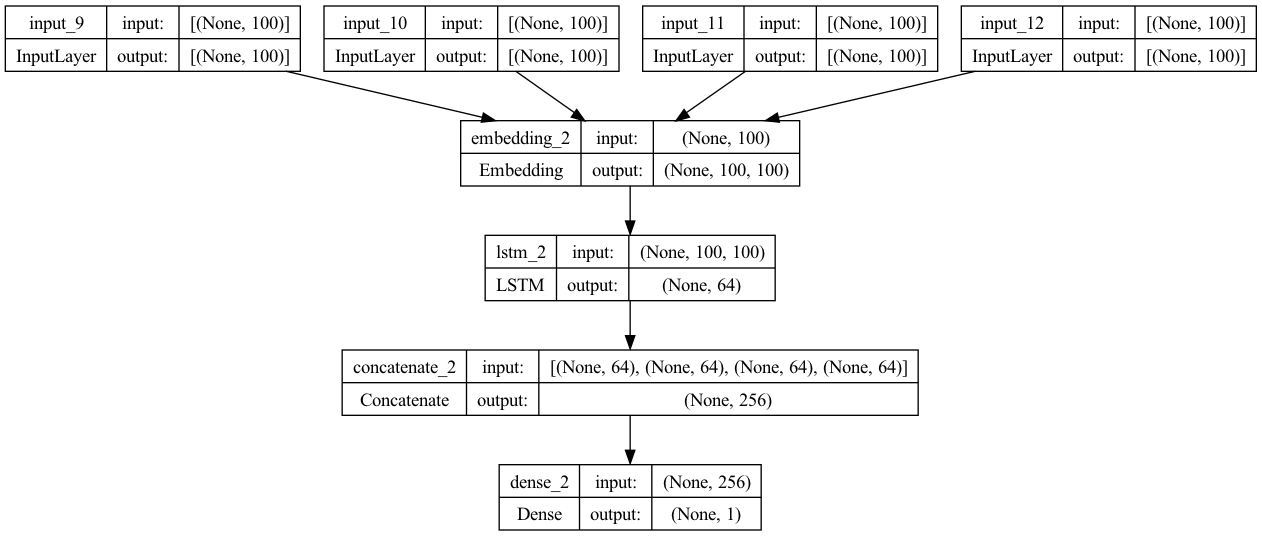 input_9 input: [(None, 100)] input_10 input: [(None, 100)] input_11 input: [(None, 100)] input_12 input: [(None, 100)]
InputLayer output: [(None, 100)] InputLayer output: [(None, 100)] InputLayer output: [(None, 100)] InputLayer output: [(None, 100)]
embedding_2 input: (None, 100)
Embedding output: (None, 100, 100)
lstm_2 input: (None, 100, 100)
LSTM output: (None, 64)
concatenate_2 input: [(None, 64), (None, 64), (None, 64), (None, 64)]
Concatenate output: (None, 256)
dense_2 input: (None, 256)
Dense output: (None, 1)